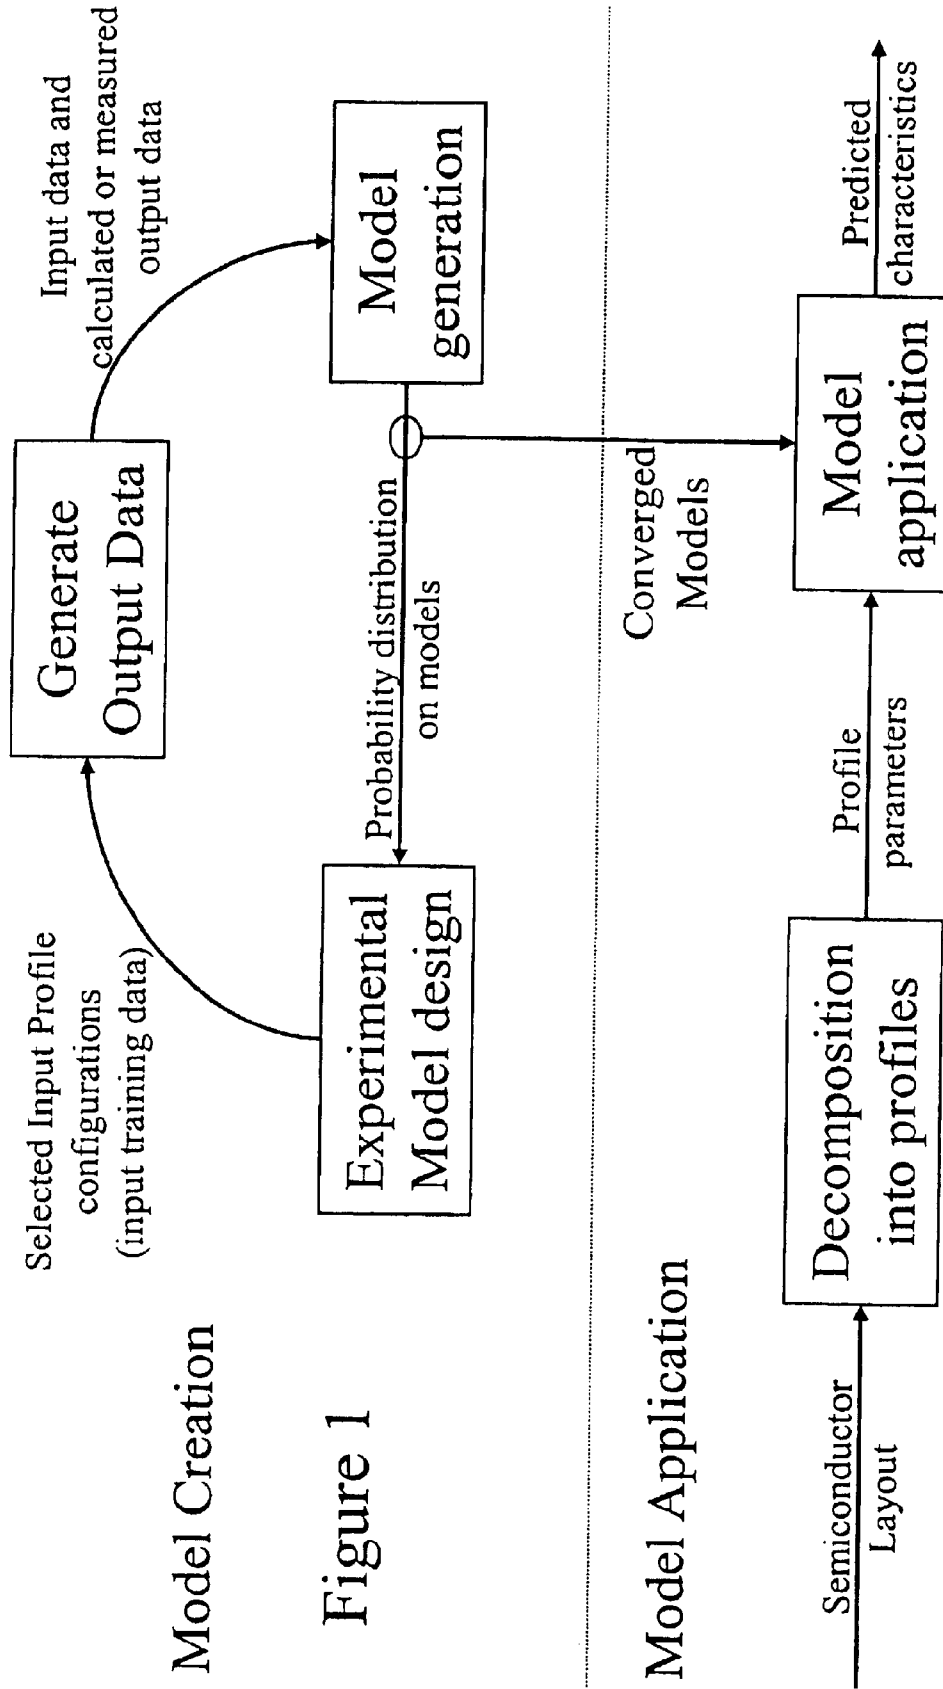 Model Creation
Figure 1
Selected Input Profile
configurations
(input training data)
Generate
Output Data
Input data and
calculated or measured
output data
Experimental
Model design
Probability distribution
on models
Model
generation
Converged
Models
Model Application
Semiconductor
Layout
Decomposition
into profiles
Profile
parameters
Model
application
Predicted
characteristics